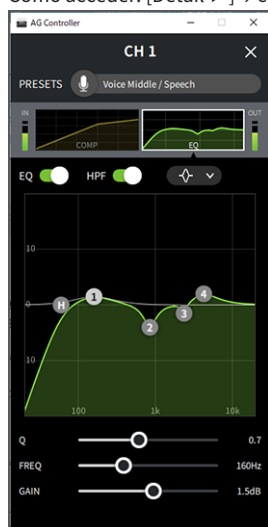 AG Controller
CH 1
PRESETS Voice Middle / Speech
IN OUT
COMP EQ
EQ HPF
10
H 1 2 3 4
0
10
100 1k 10k
Q 0.7
FREQ 160Hz
GAIN 1.5dB